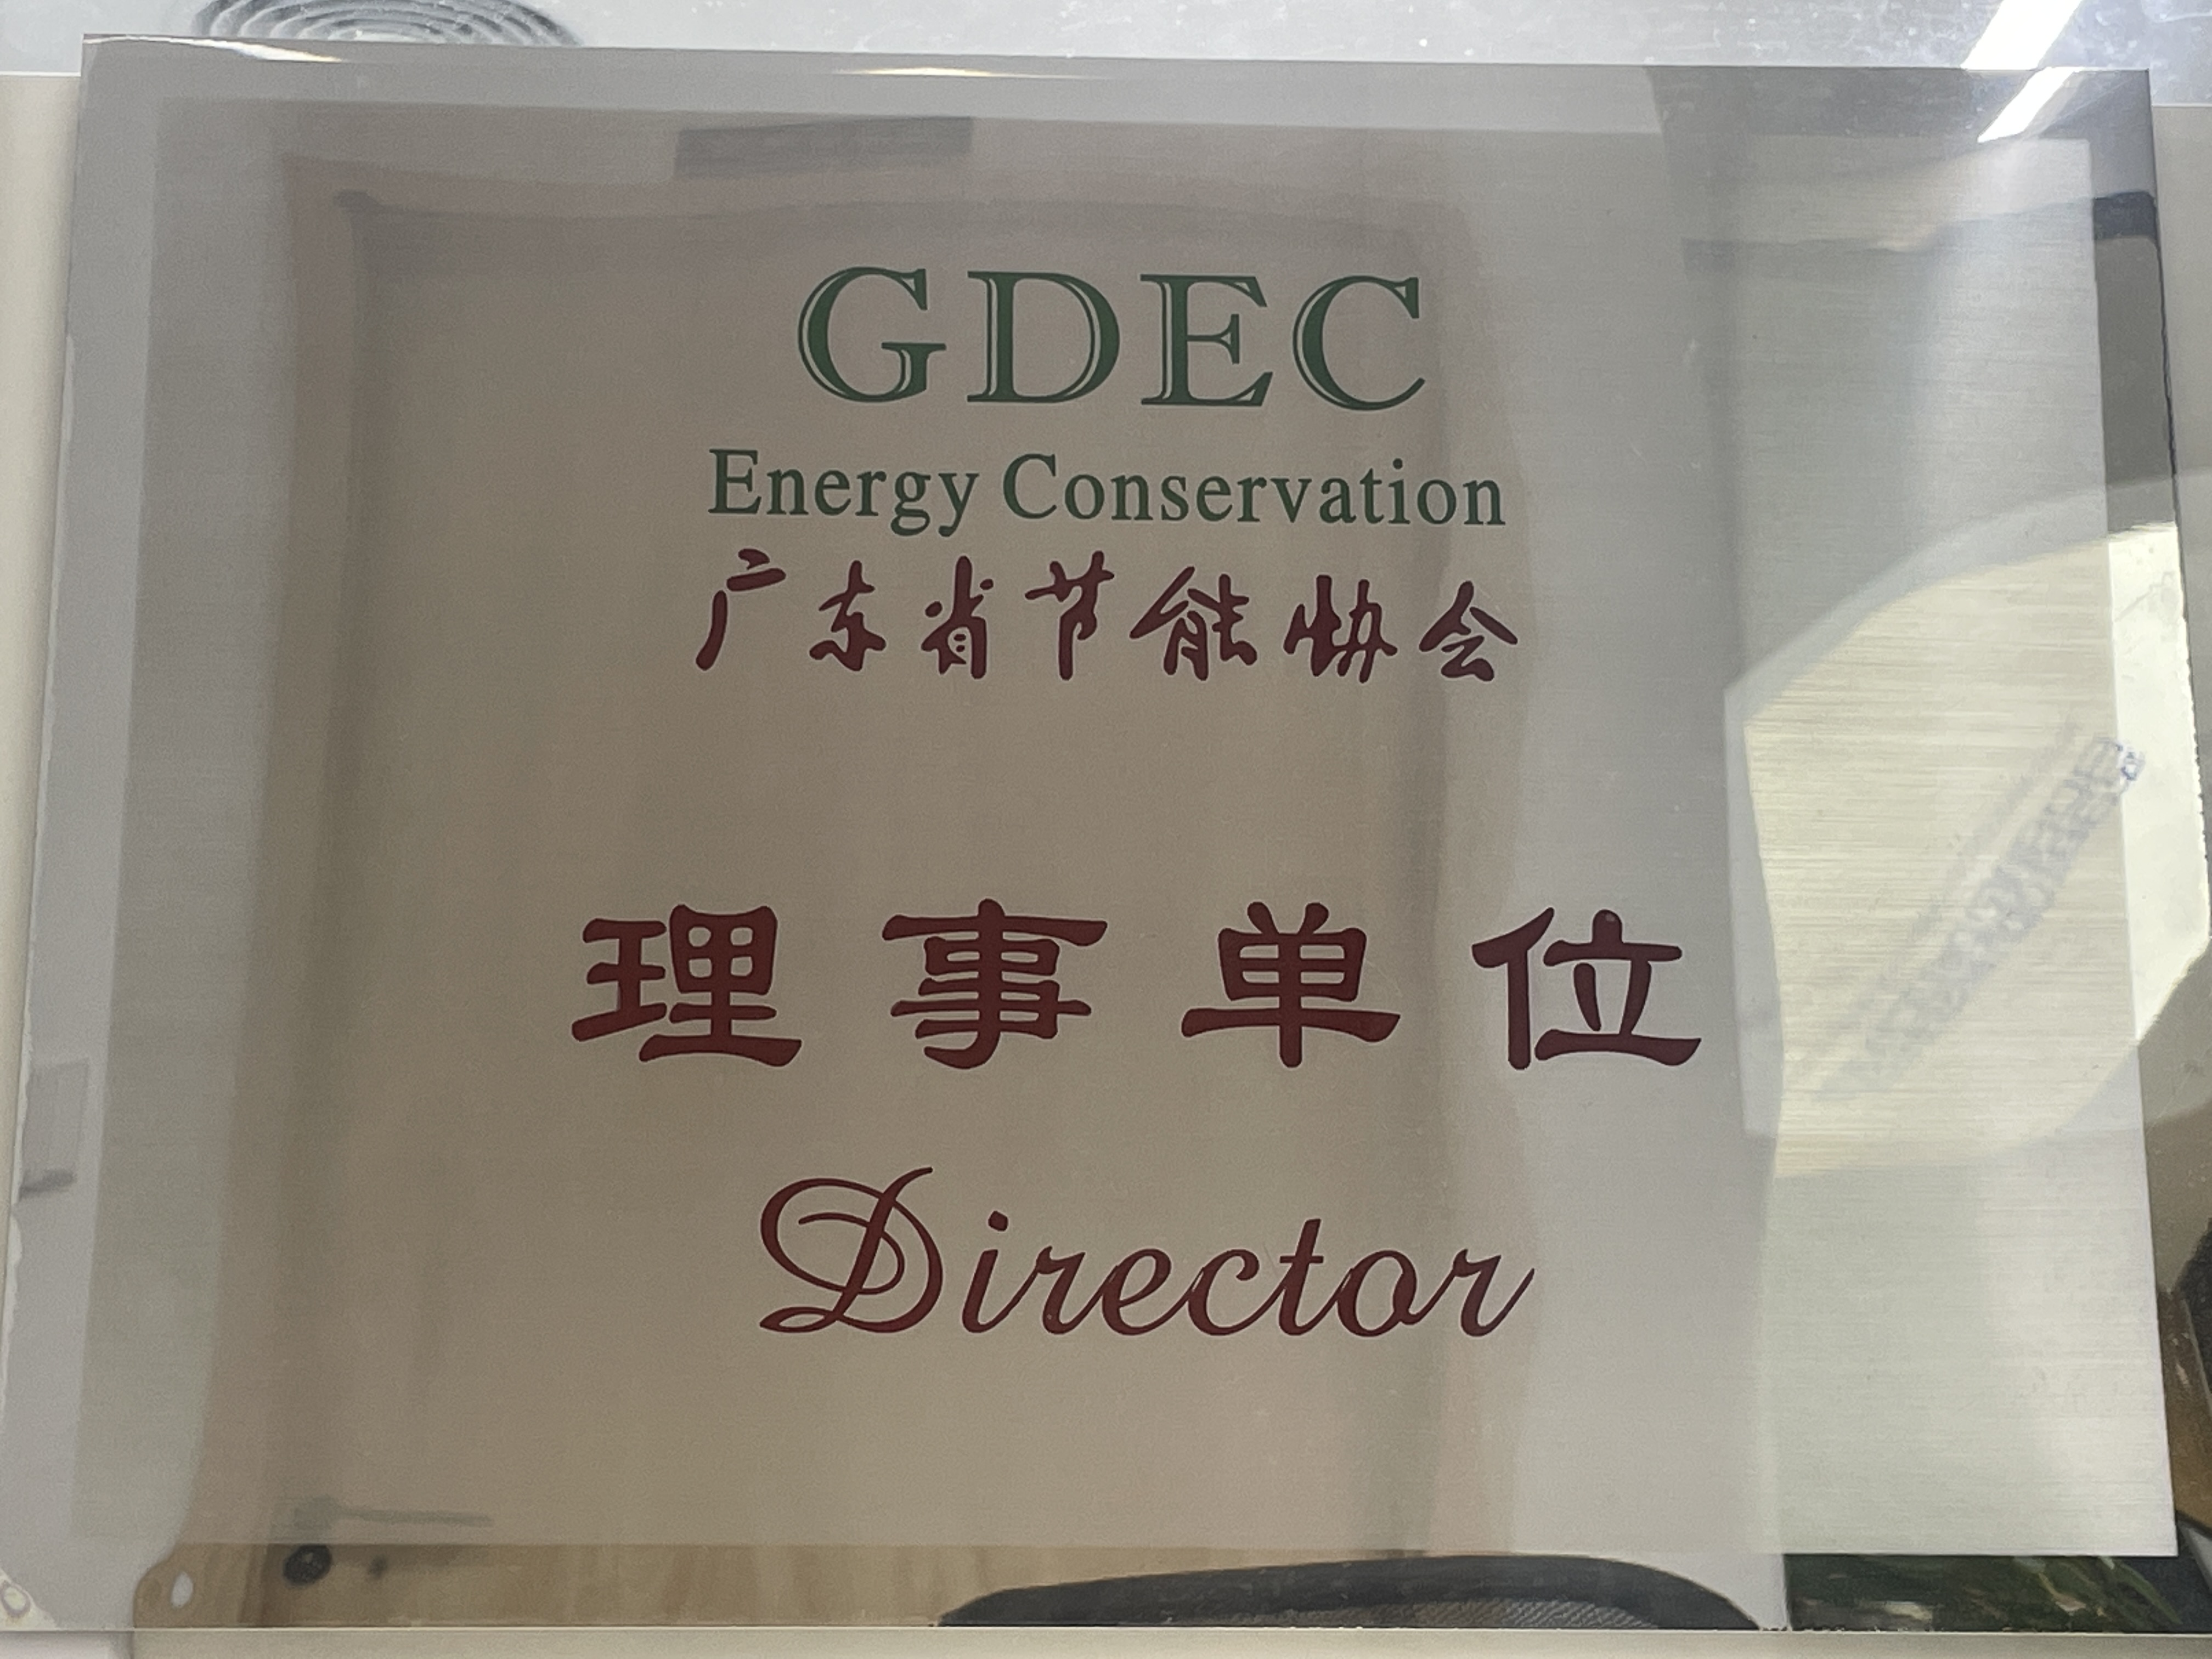 GDEC
Energy Conservation
广东省节能协会
理事单位
Director